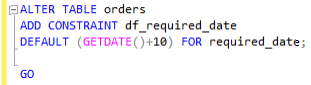 ALTER TABLE orders
ADD CONSTRAINT df_required_date
DEFAULT (GETDATE()+10) FOR required_date;
GO